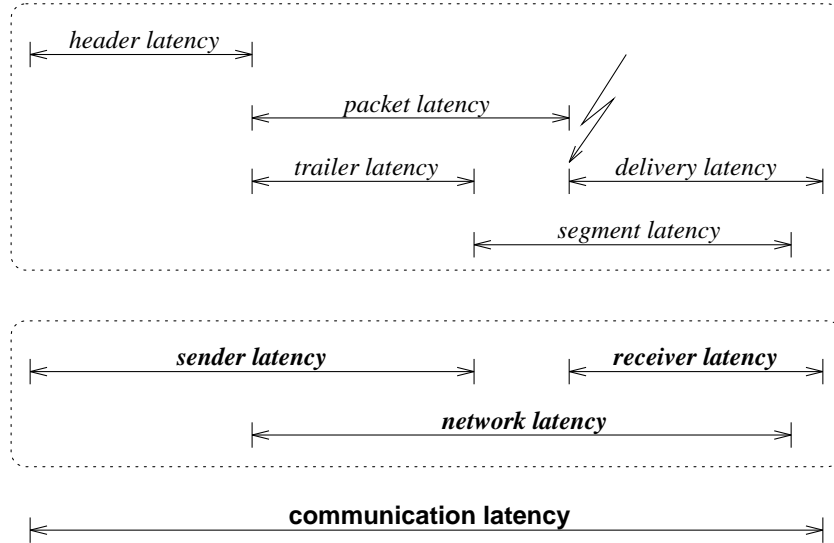 header latency
packet latency
trailer latency
delivery latency
segment latency
sender latency
receiver latency
network latency
communication latency